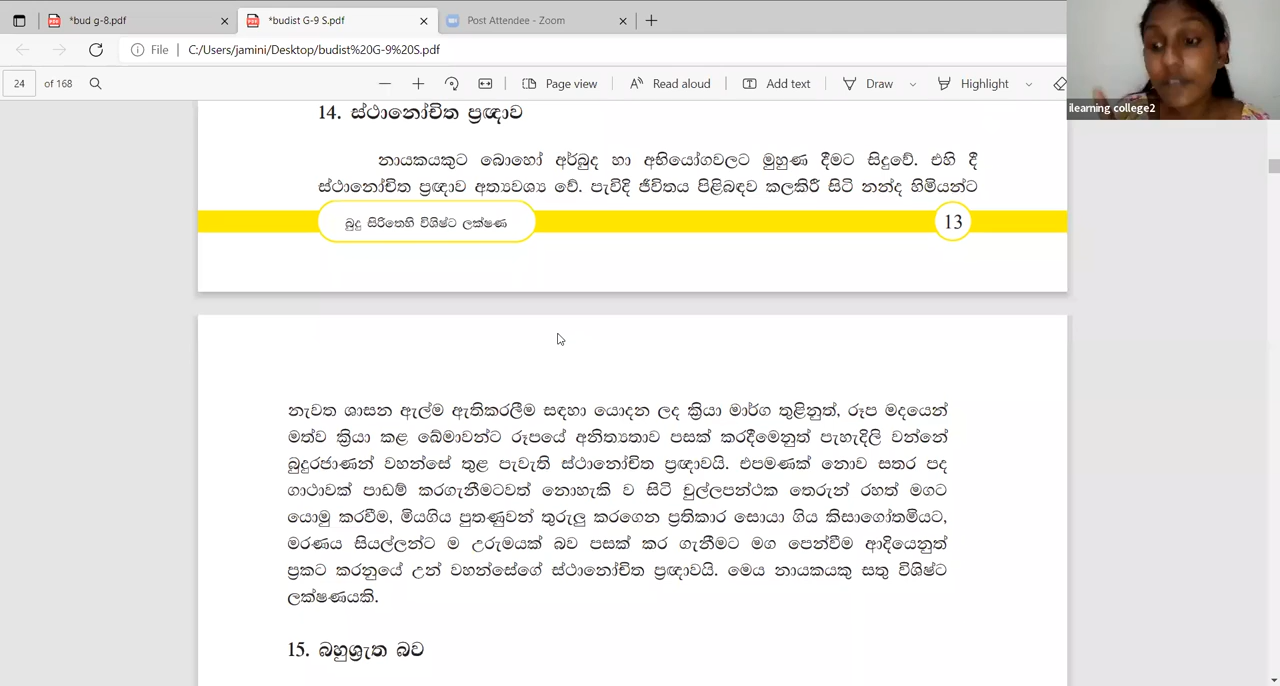 *bud g-8.pdf
*budist G-9 S.pdf
Post Attendee - Zoom
File
C:/Users/jamini/Desktop/budist%20G-9%20S.pdf
24 of 168
Page view
Read aloud
Add text
Draw
Highlight
ilearning college2
14. ස්ථානෝචිත ප්‍රඥාව
නායකයකුට බොහෝ අර්බුද හා අභියෝගවලට මුහුණ දීමට සිදුවේ. එහි දී
ස්ථානෝචිත ප්‍රඥාව අත්‍යවශ්‍ය වේ. පැවිදි ජීවිතය පිළිබඳව කලකිරී සිටි නන්ද හිමියන්ට
බුදු සිරිතෙහි විශිෂ්ට ලක්ෂණ
13
නැවත ශාසන ඇල්ම ඇතිකරලීම සඳහා යොදන ලද ක්‍රියා මාර්ග තුළිනුත්, රූප මදයෙන්
මත්ව ක්‍රියා කළ ඛේමාවන්ට රූපයේ අනිත්‍යතාව පසක් කරදීමෙනුත් පැහැදිලි වන්නේ
බුදුරජාණන් වහන්සේ තුළ පැවැති ස්ථානෝචිත ප්‍රඥාවයි. එපමණක් නොව සතර පද
ගාථාවක් පාඩම් කරගැනීමටවත් නොහැකි ව සිටි චුල්ලපන්ථක තෙරුන් රහත් මගට
යොමු කරවීම, මියගිය පුතණුවන් තුරුලු කරගෙන ප්‍රතිකාර සොයා ගිය කිසාගෝතමියට,
මරණය සියල්ලන්ට ම උරුමයක් බව පසක් කර ගැනීමට මග පෙන්වීම ආදියෙනුත්
ප්‍රකට කරනුයේ උන් වහන්සේගේ ස්ථානෝචිත ප්‍රඥාවයි. මෙය නායකයකු සතු විශිෂ්ට
ලක්ෂණයකි.
15. බහුශ්‍රැත බව